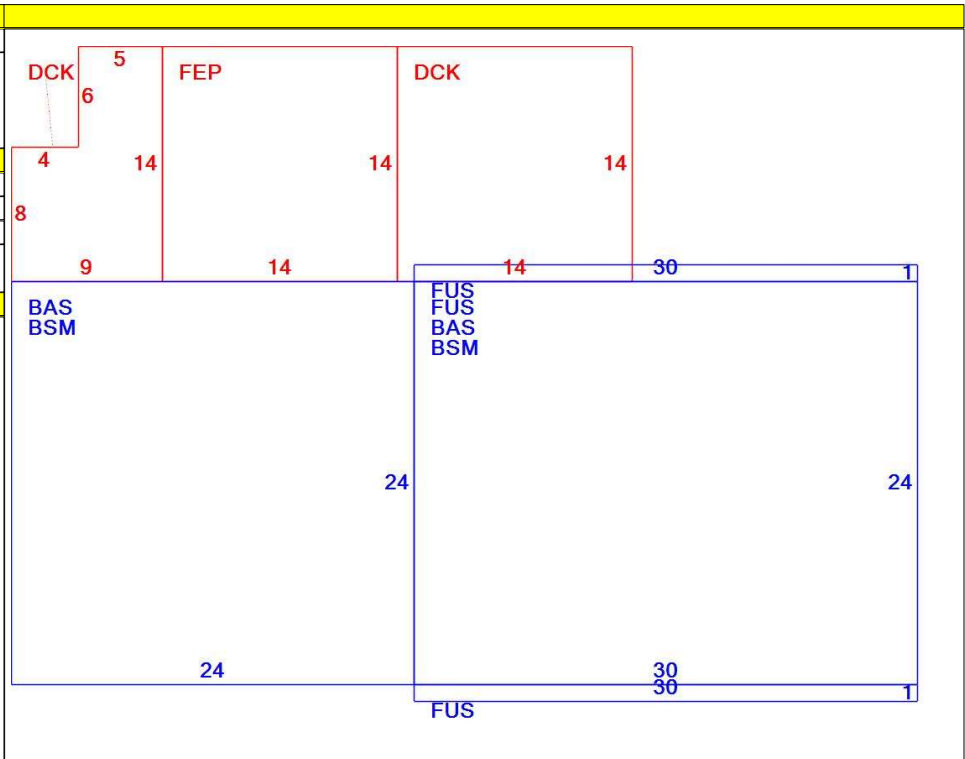 5
DCK FEP DCK
6
4 14 14 14
8
9 14 14 30 1
FUS
BAS FUS
BSM BAS
BSM
24 24
24 30
30 1
FUS